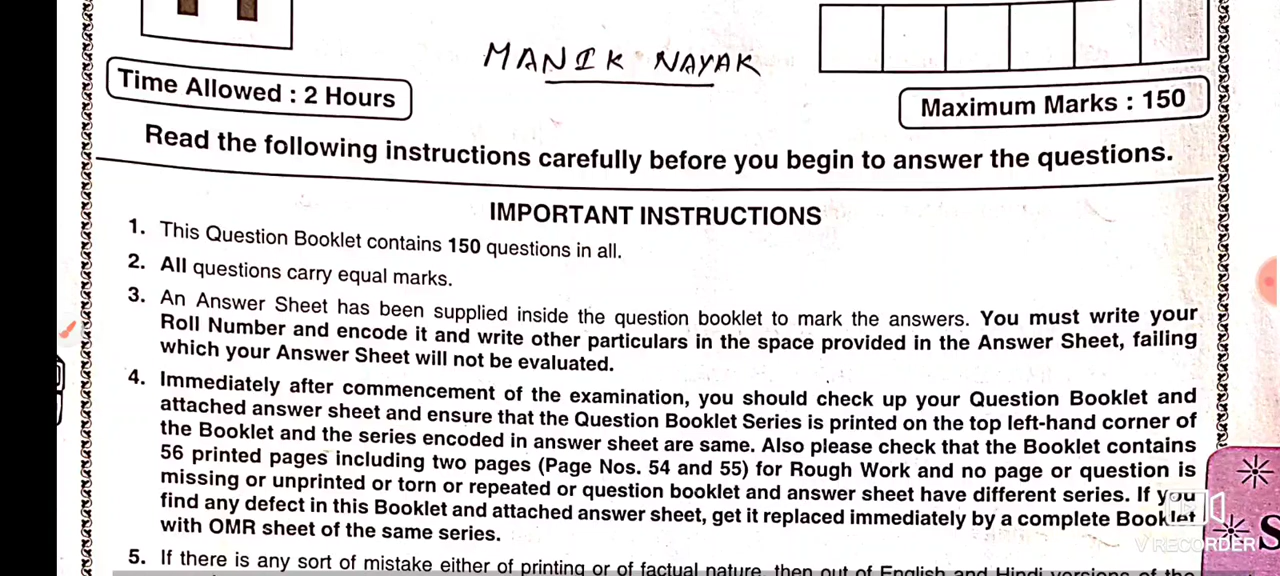 MANIK NAYAK
Time Allowed : 2 Hours
Maximum Marks : 150
Read the following instructions carefully before you begin to answer the questions.
IMPORTANT INSTRUCTIONS
1. This Question Booklet contains 150 questions in all.
2. All questions carry equal marks.
3. An Answer Sheet has been supplied inside the question booklet to mark the answers. You must write your
Roll Number and encode it and write other particulars in the space provided in the Answer Sheet, failing
which your Answer Sheet will not be evaluated.
4. Immediately after commencement of the examination, you should check up your Question Booklet and
attached answer sheet and ensure that the Question Booklet Series is printed on the top left-hand corner of
the Booklet and the series encoded in answer sheet are same. Also please check that the Booklet contains
56 printed pages including two pages (Page Nos. 54 and 55) for Rough Work and no page or question is
missing or unprinted or torn or repeated or question booklet and answer sheet have different series. If you
find any defect in this Booklet and attached answer sheet, get it replaced immediately by a complete Booklet
with OMR sheet of the same series.
5. If there is any sort of mistake either of printing or of factual nature, then out of English and Hindi versions of the
V RECORDER
S